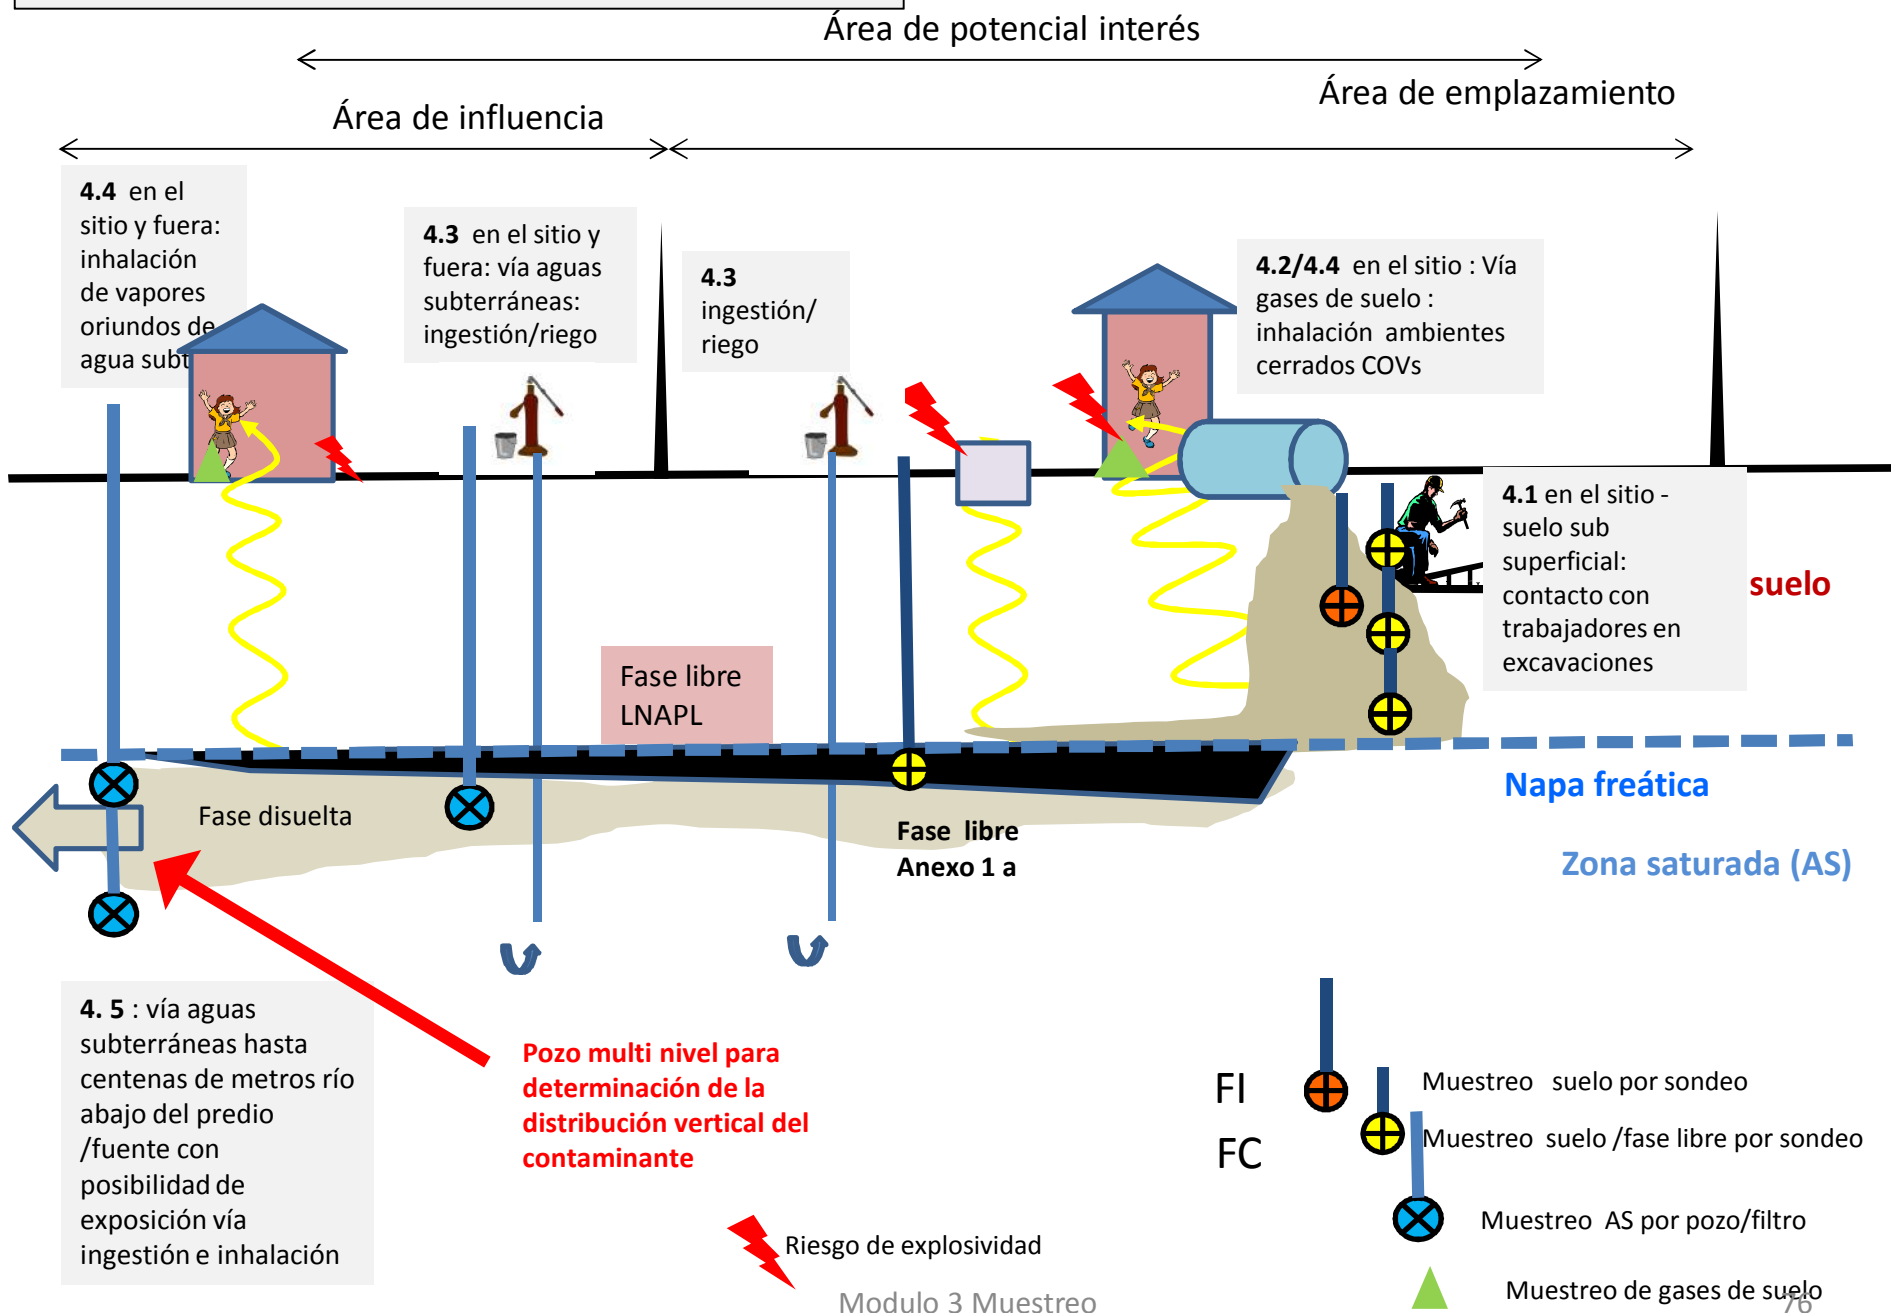 Área de potencial interés
Área de emplazamiento
Área de influencia
4.4 en el
sitio y fuera:
inhalación
de vapores
oriundos de
agua subt
4.3 en el sitio y
fuera: vía aguas
subterráneas:
ingestión/riego
4.3
ingestión/
riego
4.2/4.4 en el sitio : Vía
gases de suelo :
inhalación ambientes
cerrados COVs
4.1 en el sitio -
suelo sub
superficial:
contacto con
trabajadores en
excavaciones
suelo
Fase libre
LNAPL
Napa freática
Fase disuelta
Fase libre
Anexo 1 a
Zona saturada (AS)
4. 5 : vía aguas
subterráneas hasta
centenas de metros río
abajo del predio
/fuente con
posibilidad de
exposición vía
ingestión e inhalación
Pozo multi nivel para
determinación de la
distribución vertical del
contaminante
FI
Muestreo suelo por sondeo
FC
Muestreo suelo /fase libre por sondeo
Muestreo AS por pozo/filtro
Riesgo de explosividad
Muestreo de gases de suelo
Modulo 3 Muestreo
76